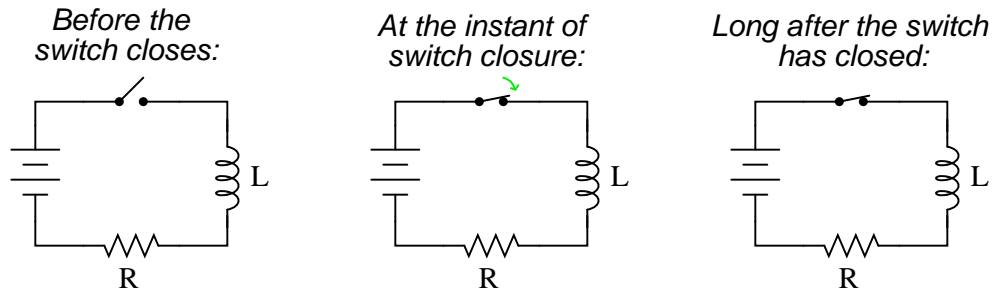 Before the
switch closes:
L
R
At the instant of
switch closure:
L
R
Long after the switch
has closed:
L
R